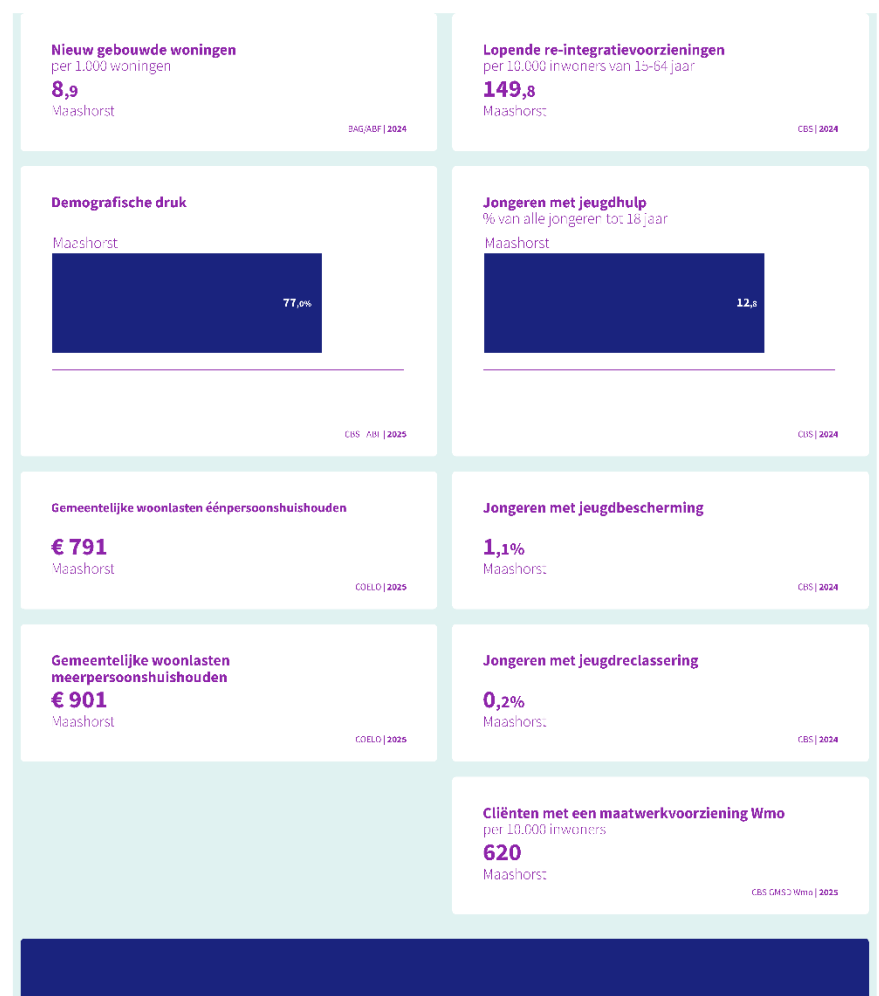 Nieuw gebouwde woningen
per 1.000 woningen
8,9
Maashorst
BAG/ABF | 2024
Lopende re-integratievoorzieningen
per 10.000 inwoners van 15-64 jaar
149,8
Maashorst
CBS | 2024
Demografische druk
Maashorst
77,0%
CBS ABF | 2025
Jongeren met jeugdhulp
% van alle jongeren tot 18 jaar
Maashorst
12,8
CBS | 2024
Gemeentelijke woonlasten éénpersoonshuishouden
€ 791
Maashorst
COELO | 2025
Jongeren met jeugdbescherming
1,1%
Maashorst
CBS | 2024
Gemeentelijke woonlasten
meerpersoonshuishouden
€ 901
Maashorst
COELO | 2025
Jongeren met jeugdreclassering
0,2%
Maashorst
CBS | 2024
Cliënten met een maatwerkvoorziening Wmo
per 10.000 inwoners
620
Maashorst
CBS GMSD Wmo | 2025